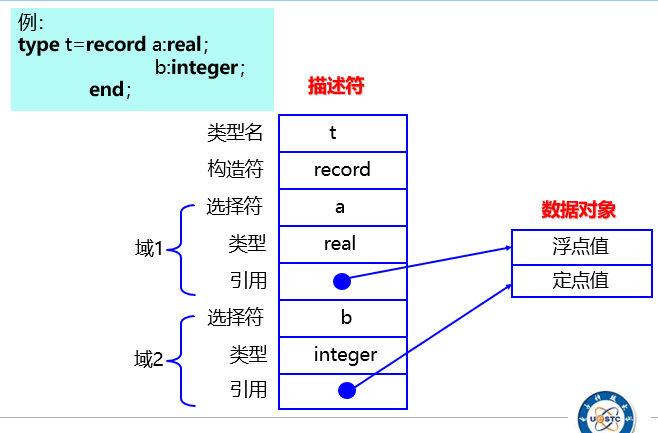 例：
type t=record a:real；
b:integer；
end；
描述符
类型名 t
构造符 record
选择符 a
域1
类型 real
引用
选择符 b
域2
类型 integer
引用
数据对象
浮点值
定点值